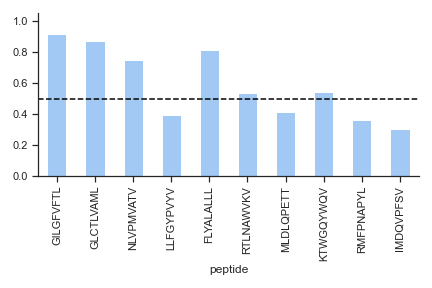 1.0
0.8
0.6
0.4
0.2
0.0
GILGFVFTL
GLCTLVAML
NLVPMVATV
LLFGYPVYV
FLYALALLL
RTLNAWVKV
MLDLQPETT
KTWGQYWQV
RMFPNAPYL
IMDQVPFSV
peptide